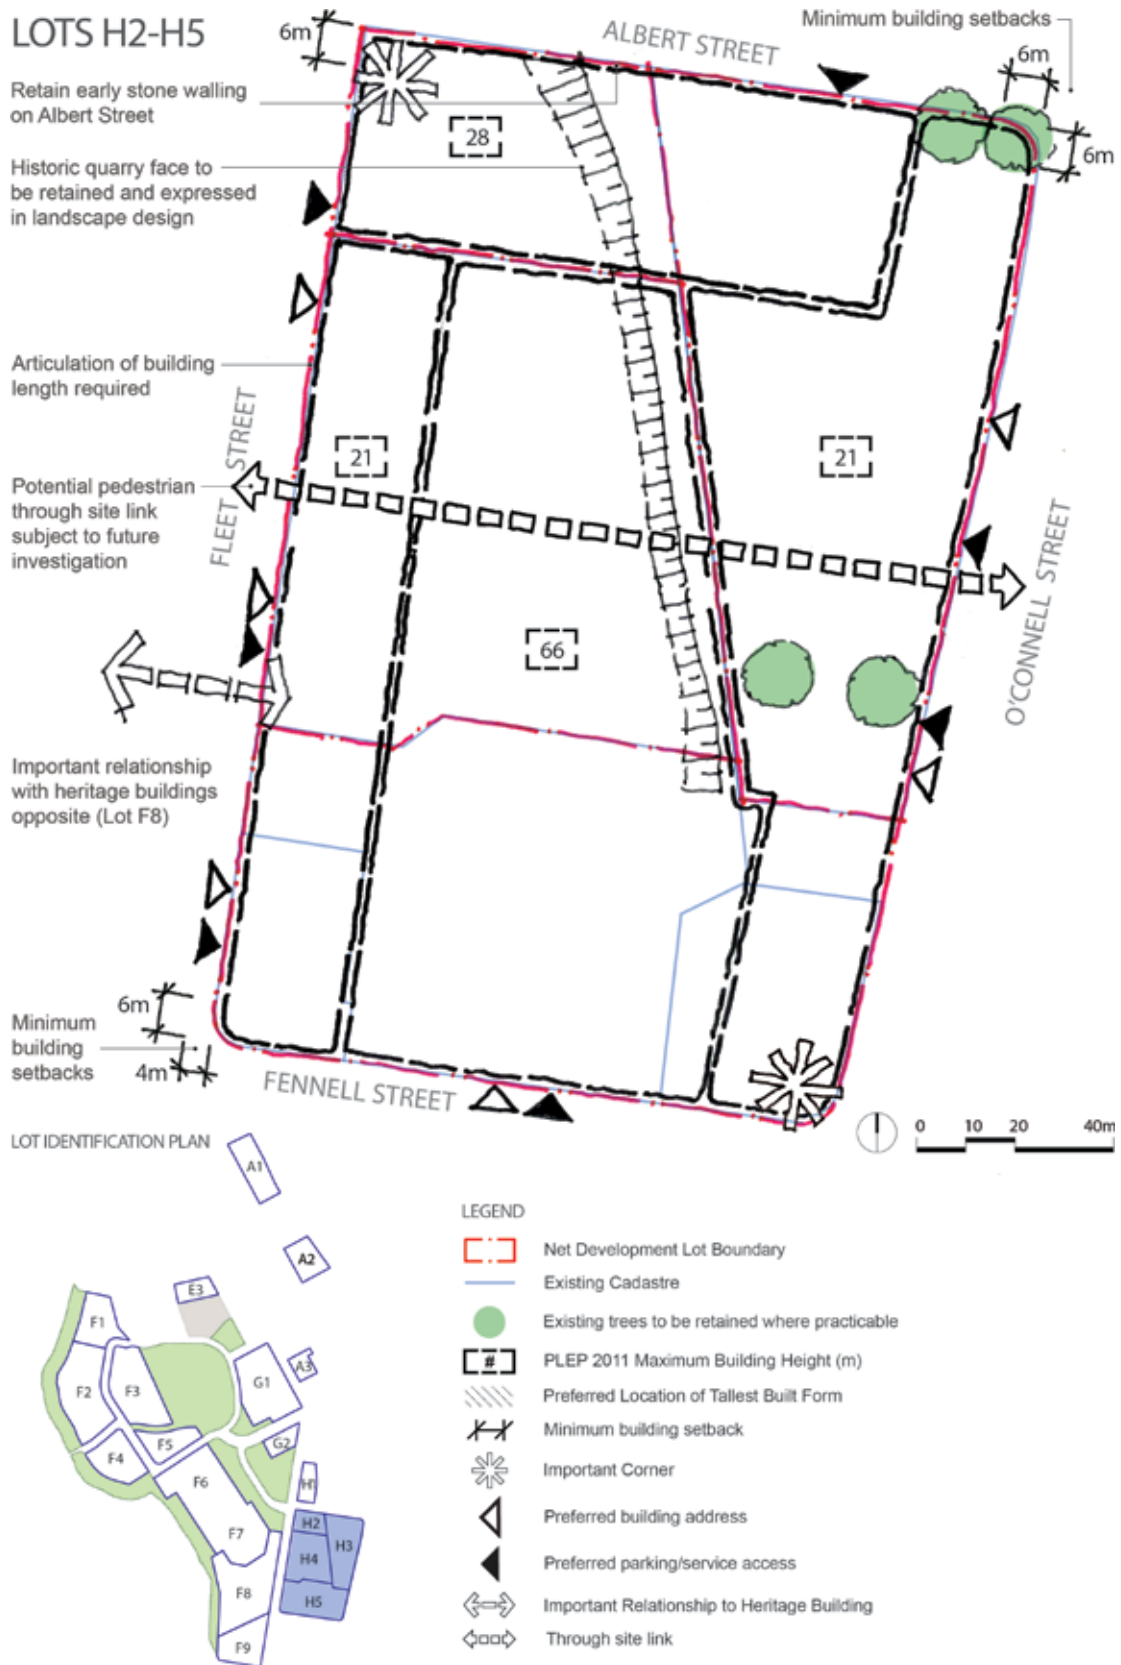 LOTS H2-H5
6m
ALBERT STREET
Minimum building setbacks
6m
6m
Retain early stone walling
on Albert Street
28
Historic quarry face to
be retained and expressed
in landscape design
Articulation of building
length required
FLEET STREET
21
21
Potential pedestrian
through site link
subject to future
investigation
O'CONNELL STREET
66
Important relationship
with heritage buildings
opposite (Lot F8)
6m
Minimum
building
setbacks
4m
FENNELL STREET
0 10 20 40m
LOT IDENTIFICATION PLAN
A1
A2
E3
F1
A3
G1
F2
F3
F5
G2
F4
F6
H1
H2
F7
H3
H4
F8
H5
F9
LEGEND
Net Development Lot Boundary
Existing Cadastre
Existing trees to be retained where practicable
# PLEP 2011 Maximum Building Height (m)
Preferred Location of Tallest Built Form
Minimum building setback
Important Corner
Preferred building address
Preferred parking/service access
Important Relationship to Heritage Building
Through site link